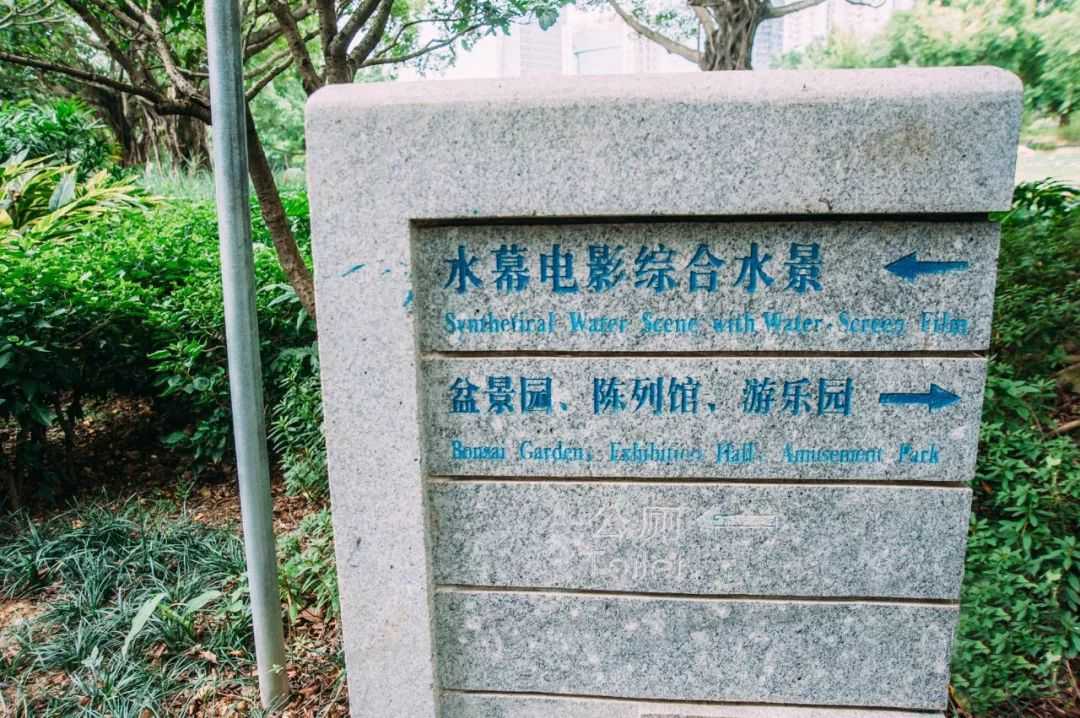 水幕电影综合水景 ←
Synthetiral Water Scene with Water Screen Film
盆景园、陈列馆、游乐园 →
Bonsai Garden, Exhibition Hall, Amusement Park
公厕 ←
Toilet